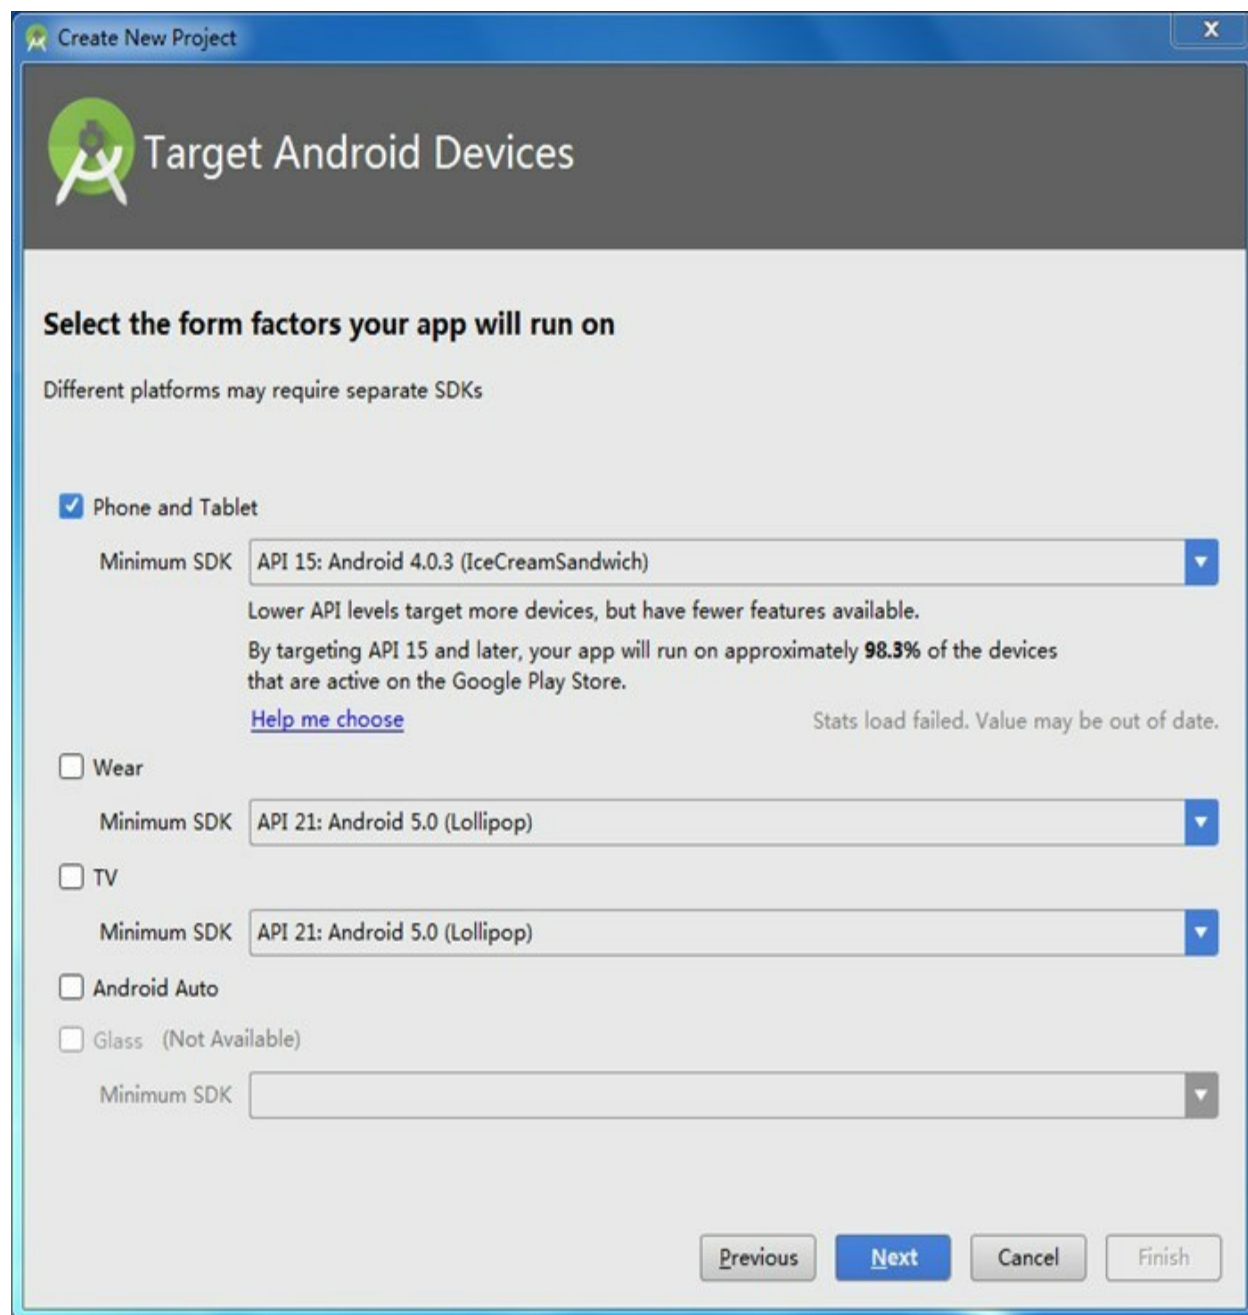 Create New Project
X
Target Android Devices
Select the form factors your app will run on
Different platforms may require separate SDKs
Phone and Tablet
Minimum SDK API 15: Android 4.0.3 (IceCreamSandwich)
Lower API levels target more devices, but have fewer features available.
By targeting API 15 and later, your app will run on approximately 98.3% of the devices
that are active on the Google Play Store.
Help me choose Stats load failed. Value may be out of date.
Wear
Minimum SDK API 21: Android 5.0 (Lollipop)
TV
Minimum SDK API 21: Android 5.0 (Lollipop)
Android Auto
Glass (Not Available)
Minimum SDK
Previous Next Cancel Finish